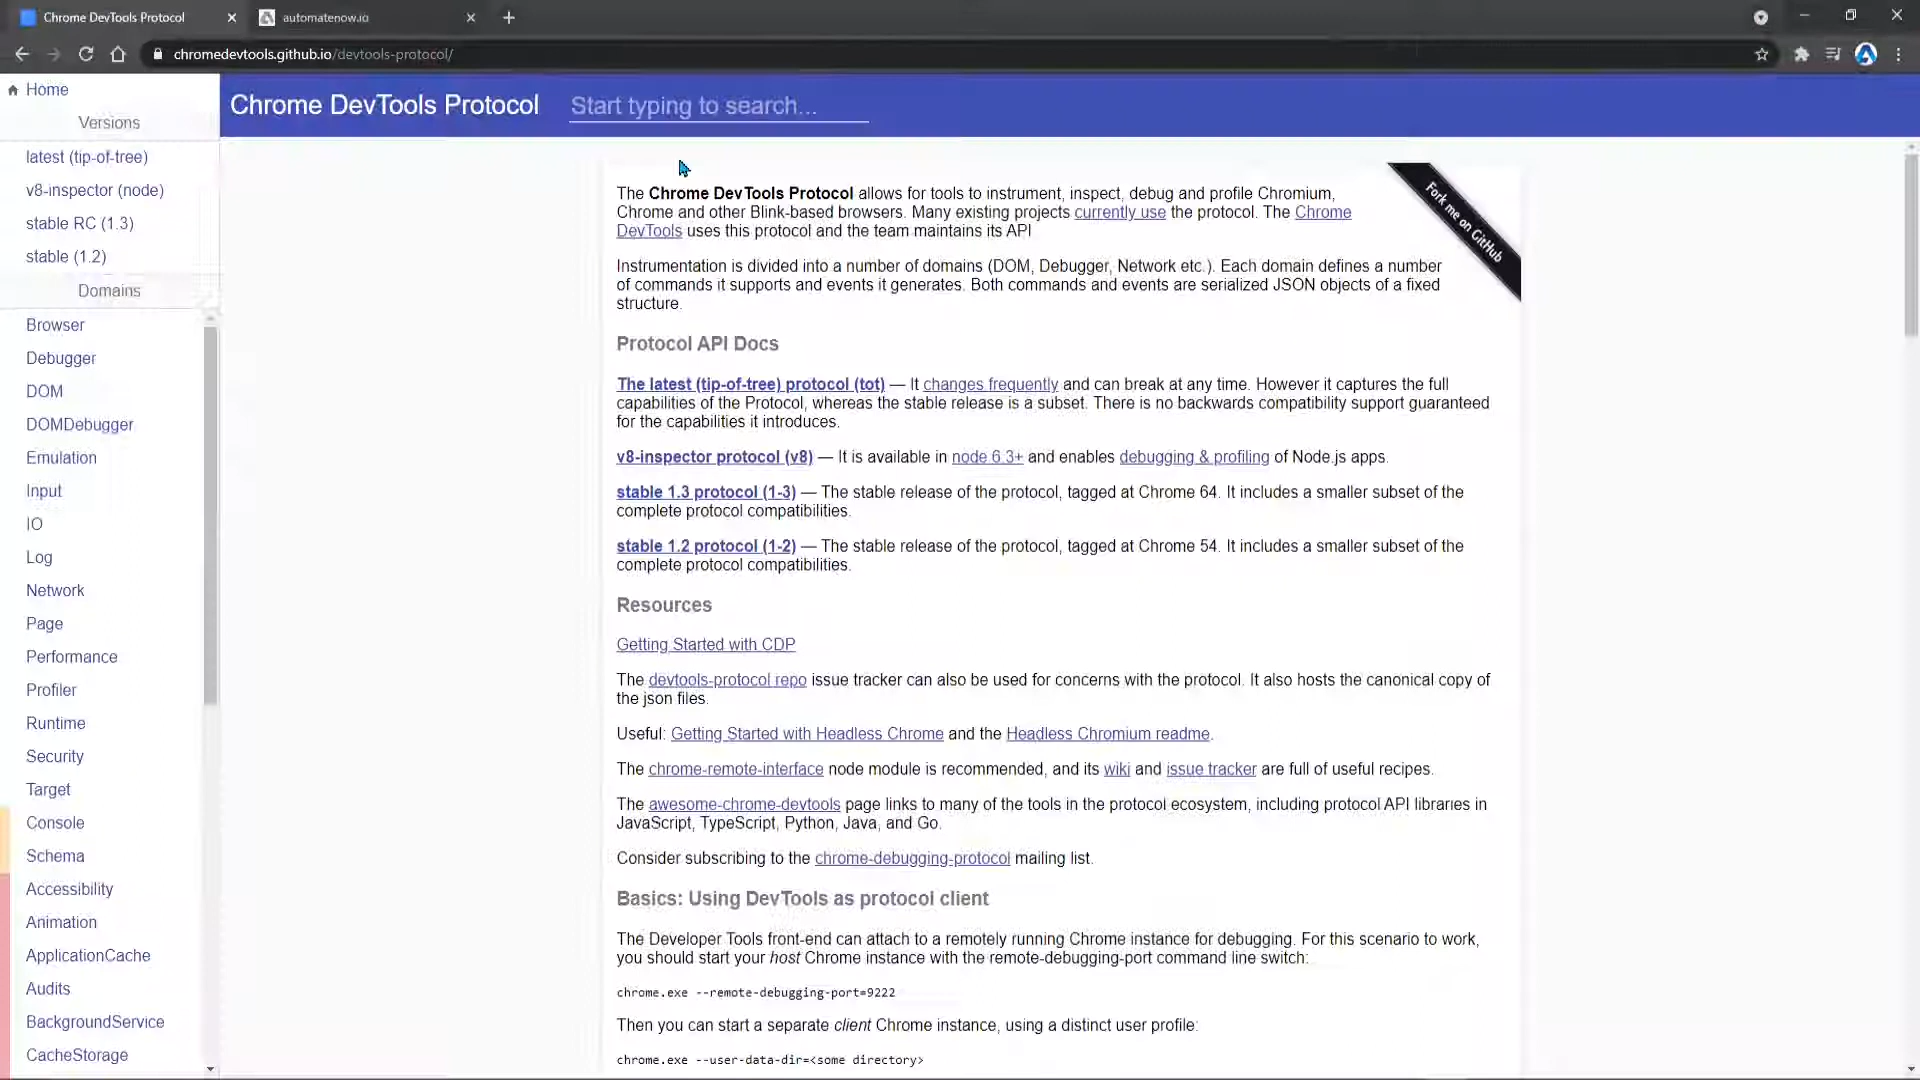 Chrome DevTools Protocol
automatenow.io
chromedevtools.github.io/devtools-protocol/
Home
Versions
latest (tip-of-tree)
v8-inspector (node)
stable RC (1.3)
stable (1.2)
Domains
Browser
Debugger
DOM
DOMDebugger
Emulation
Input
IO
Log
Network
Page
Performance
Profiler
Runtime
Security
Target
Console
Schema
Accessibility
Animation
ApplicationCache
Audits
BackgroundService
CacheStorage
Chrome DevTools Protocol
Start typing to search...
Fork me on GitHub
The Chrome DevTools Protocol allows for tools to instrument, inspect, debug and profile Chromium,
Chrome and other Blink-based browsers. Many existing projects currently use the protocol. The Chrome
DevTools uses this protocol and the team maintains its API
Instrumentation is divided into a number of domains (DOM, Debugger, Network etc.). Each domain defines a number
of commands it supports and events it generates. Both commands and events are serialized JSON objects of a fixed
structure.
Protocol API Docs
The latest (tip-of-tree) protocol (tot) — It changes frequently and can break at any time. However it captures the full
capabilities of the Protocol, whereas the stable release is a subset. There is no backwards compatibility support guaranteed
for the capabilities it introduces.
v8-inspector protocol (v8) — It is available in node 6.3+ and enables debugging & profiling of Node.js apps.
stable 1.3 protocol (1-3) — The stable release of the protocol, tagged at Chrome 64. It includes a smaller subset of the
complete protocol compatibilities.
stable 1.2 protocol (1-2) — The stable release of the protocol, tagged at Chrome 54. It includes a smaller subset of the
complete protocol compatibilities.
Resources
Getting Started with CDP
The devtools-protocol repo issue tracker can also be used for concerns with the protocol. It also hosts the canonical copy of
the json files.
Useful: Getting Started with Headless Chrome and the Headless Chromium readme.
The chrome-remote-interface node module is recommended, and its wiki and issue tracker are full of useful recipes.
The awesome-chrome-devtools page links to many of the tools in the protocol ecosystem, including protocol API libraries in
JavaScript, TypeScript, Python, Java, and Go.
Consider subscribing to the chrome-debugging-protocol mailing list.
Basics: Using DevTools as protocol client
The Developer Tools front-end can attach to a remotely running Chrome instance for debugging. For this scenario to work,
you should start your host Chrome instance with the remote-debugging-port command line switch:
chrome.exe --remote-debugging-port=9222
Then you can start a separate client Chrome instance, using a distinct user profile:
chrome.exe --user-data-dir=<some directory>